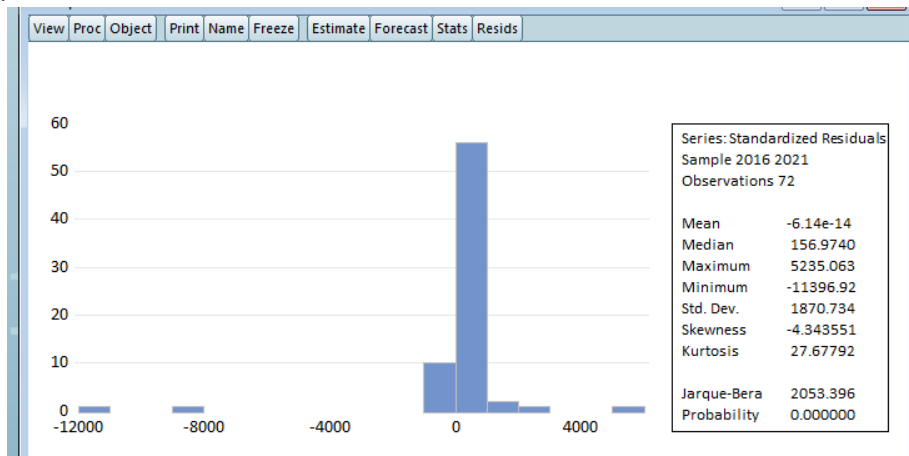 View Proc Object Print Name Freeze Estimate Forecast Stats Resids
60
50
40
30
20
10
0
-12000 -8000 -4000 0 4000
Series: Standardized Residuals
Sample 2016 2021
Observations 72
Mean -6.14e-14
Median 156.9740
Maximum 5235.063
Minimum -11396.92
Std. Dev. 1870.734
Skewness -4.343551
Kurtosis 27.67792
Jarque-Bera 2053.396
Probability 0.000000